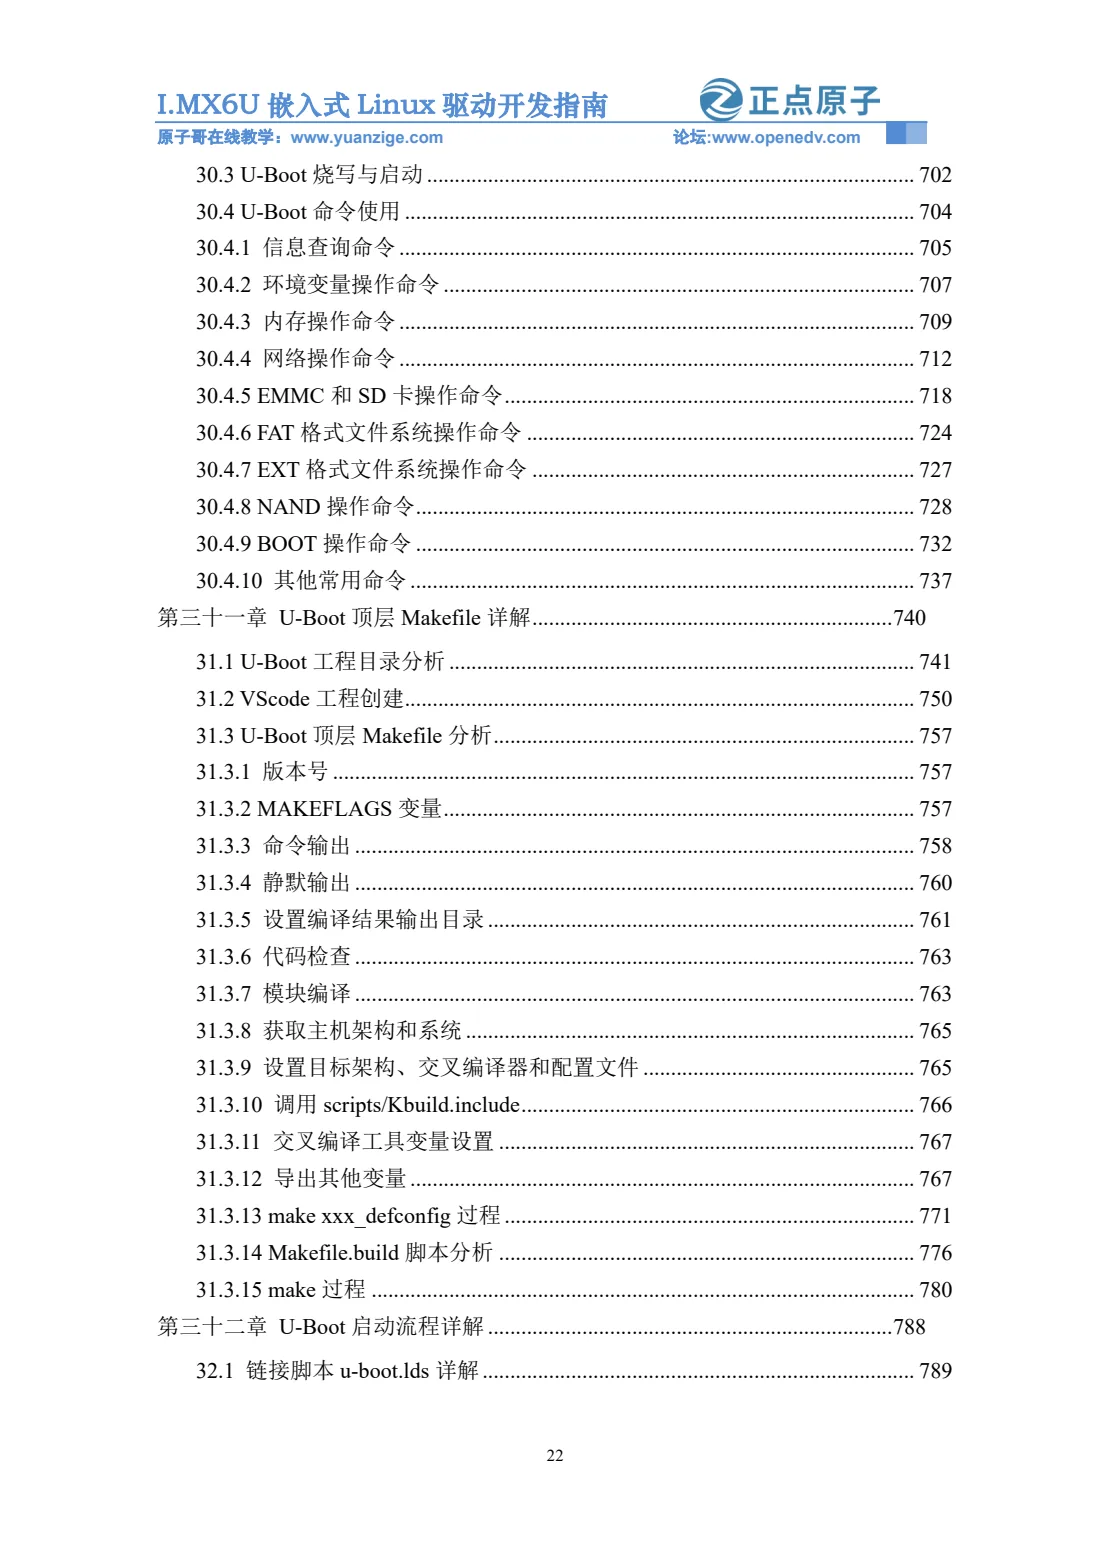 I.MX6U 嵌入式 Linux 驱动开发指南
正点原子
原子哥在线教学：www.yuanzige.com 论坛:www.openedv.com
30.3 U-Boot 烧写与启动 ........ 702
30.4 U-Boot 命令使用 ........ 704
30.4.1 信息查询命令 ........ 705
30.4.2 环境变量操作命令 ........ 707
30.4.3 内存操作命令 ........ 709
30.4.4 网络操作命令 ........ 712
30.4.5 EMMC 和 SD 卡操作命令 ........ 718
30.4.6 FAT 格式文件系统操作命令 ........ 724
30.4.7 EXT 格式文件系统操作命令 ........ 727
30.4.8 NAND 操作命令 ........ 728
30.4.9 BOOT 操作命令 ........ 732
30.4.10 其他常用命令 ........ 737
第三十一章 U-Boot 顶层 Makefile 详解 ........ 740
31.1 U-Boot 工程目录分析 ........ 741
31.2 VScode 工程创建 ........ 750
31.3 U-Boot 顶层 Makefile 分析 ........ 757
31.3.1 版本号 ........ 757
31.3.2 MAKEFLAGS 变量 ........ 757
31.3.3 命令输出 ........ 758
31.3.4 静默输出 ........ 760
31.3.5 设置编译结果输出目录 ........ 761
31.3.6 代码检查 ........ 763
31.3.7 模块编译 ........ 763
31.3.8 获取主机架构和系统 ........ 765
31.3.9 设置目标架构、交叉编译器和配置文件 ........ 765
31.3.10 调用 scripts/Kbuild.include ........ 766
31.3.11 交叉编译工具变量设置 ........ 767
31.3.12 导出其他变量 ........ 767
31.3.13 make xxx_defconfig 过程 ........ 771
31.3.14 Makefile.build 脚本分析 ........ 776
31.3.15 make 过程 ........ 780
第三十二章 U-Boot 启动流程详解 ........ 788
32.1 链接脚本 u-boot.lds 详解 ........ 789
22